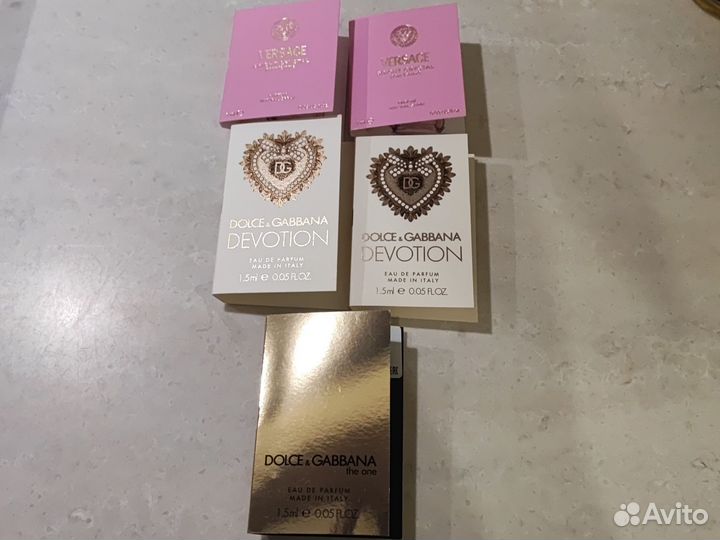 VERSACE
VERSACE
DG
DOLCE & GABBANA
DEVOTION
EAU DE PARFUM
MADE IN ITALY
1.5ml e 0.05 FL.OZ.
DG
DOLCE & GABBANA
DEVOTION
EAU DE PARFUM
MADE IN ITALY
1.5ml e 0.05 FL.OZ.
DOLCE & GABBANA
the one
EAU DE PARFUM
MADE IN ITALY
1.5ml e 0.05 FL.OZ.
Avito